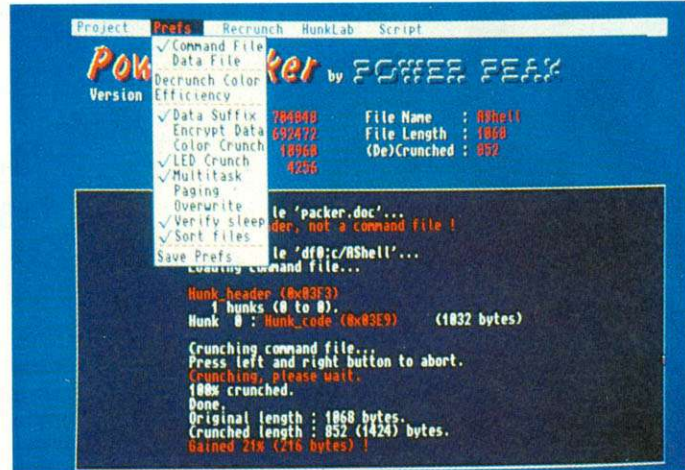 Project Prefs Recrunch HunkLab Script
✓Command File
Data File
Decrunch Color
Efficiency
✓Data Suffix
Encrypt Data
Color Crunch
✓LED Crunch
✓Multitask
Paging
Overwrite
✓Verify sleep
✓Sort files
Save Prefs
Pow ker by POWER PEAK
Version
784848
692472
18968
4256
File Name : AShell
File Length : 1068
(De)Crunched : 852
le 'packer.doc'...
der, not a command file !
le 'df0:c/AShell'...
Loading command file...
Hunk_header (0x03F3)
1 hunks (0 to 0).
Hunk 0 : Hunk_code (0x03E9) (1032 bytes)
Crunching command file...
Press left and right button to abort.
Crunching, please wait.
100% crunched.
Done.
Original length : 1068 bytes.
Crunched length : 852 (1424) bytes.
Gained 21% (216 bytes) !